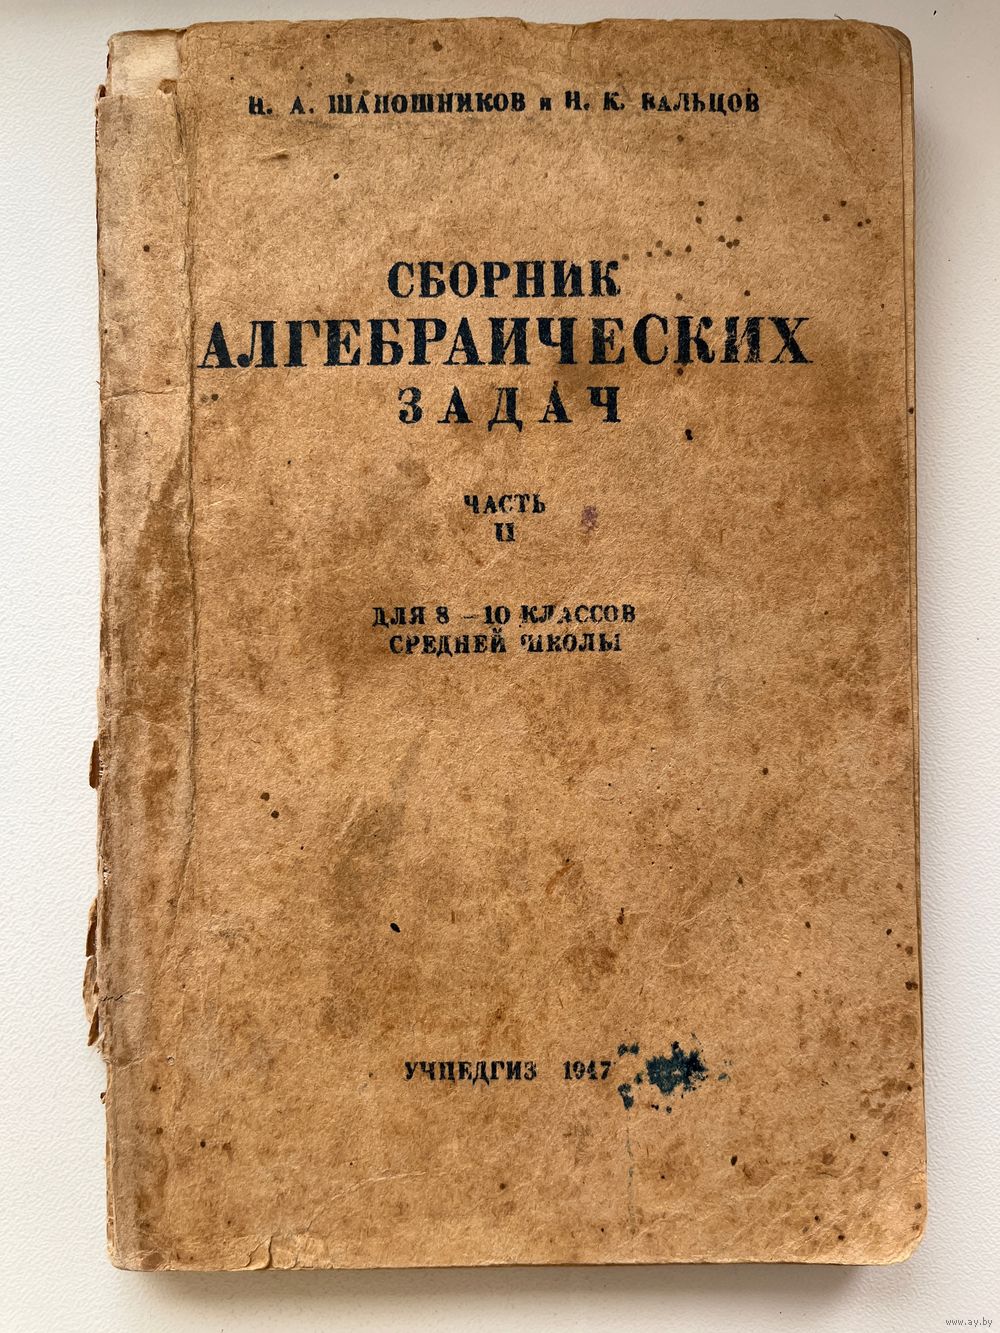 Н. А. ШАПОШНИКОВ и Н. К. ВАЛЬЦОВ
СБОРНИК
АЛГЕБРАИЧЕСКИХ
ЗАДАЧ
ЧАСТЬ
II
ДЛЯ 8 – 10 КЛАССОВ
СРЕДНЕЙ ШКОЛЫ
УЧПЕДГИЗ 1947
www.ay.by